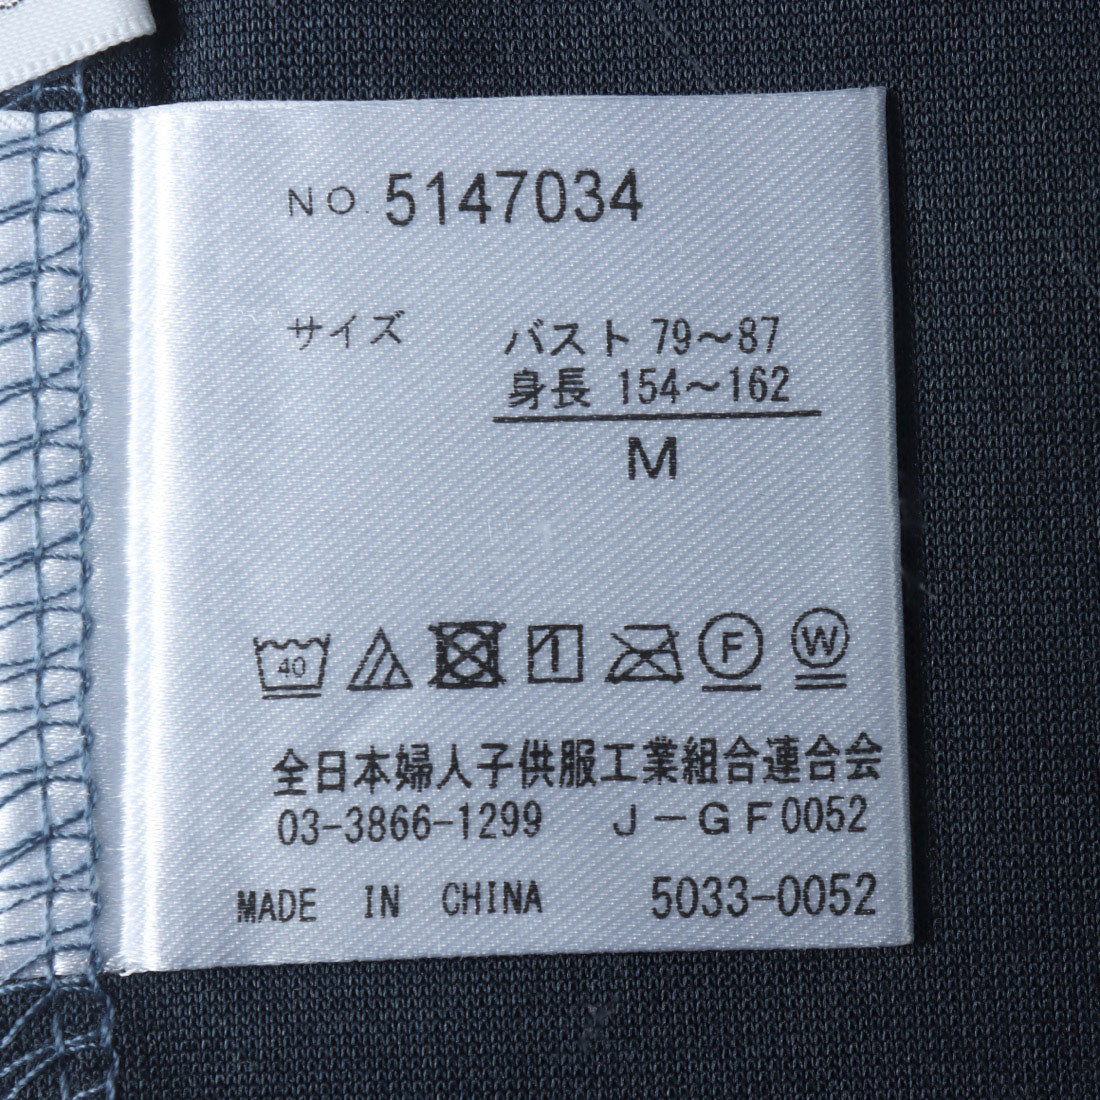 NO. 5147034
サイズ バスト 79～87
身長 154～162
M
40 1 F W
全日本婦人子供服工業組合連合会
03-3866-1299 J-GF0052
MADE IN CHINA 5033-0052